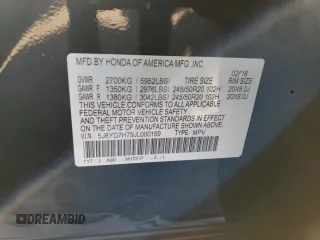 MFD. BY HONDA OF AMERICA MFG., INC. 02/18
GVWR 2700KG (5952LBS) TIRE SIZE RIM SIZE
GAWR F 1350KG (2976LBS) 245/50R20 102H 20X8.0J
GAWR R 1380KG (3042LBS) 245/50R20 102H 20X8.0J
THIS VEHICLE CONFORMS TO ALL APPLICABLE
FEDERAL MOTOR VEHICLE SAFETY AND THEFT
PREVENTION STANDARDS IN EFFECT ON THE DATE
OF MANUFACTURE SHOWN ABOVE.
V.I.N.: TYPE: MPV